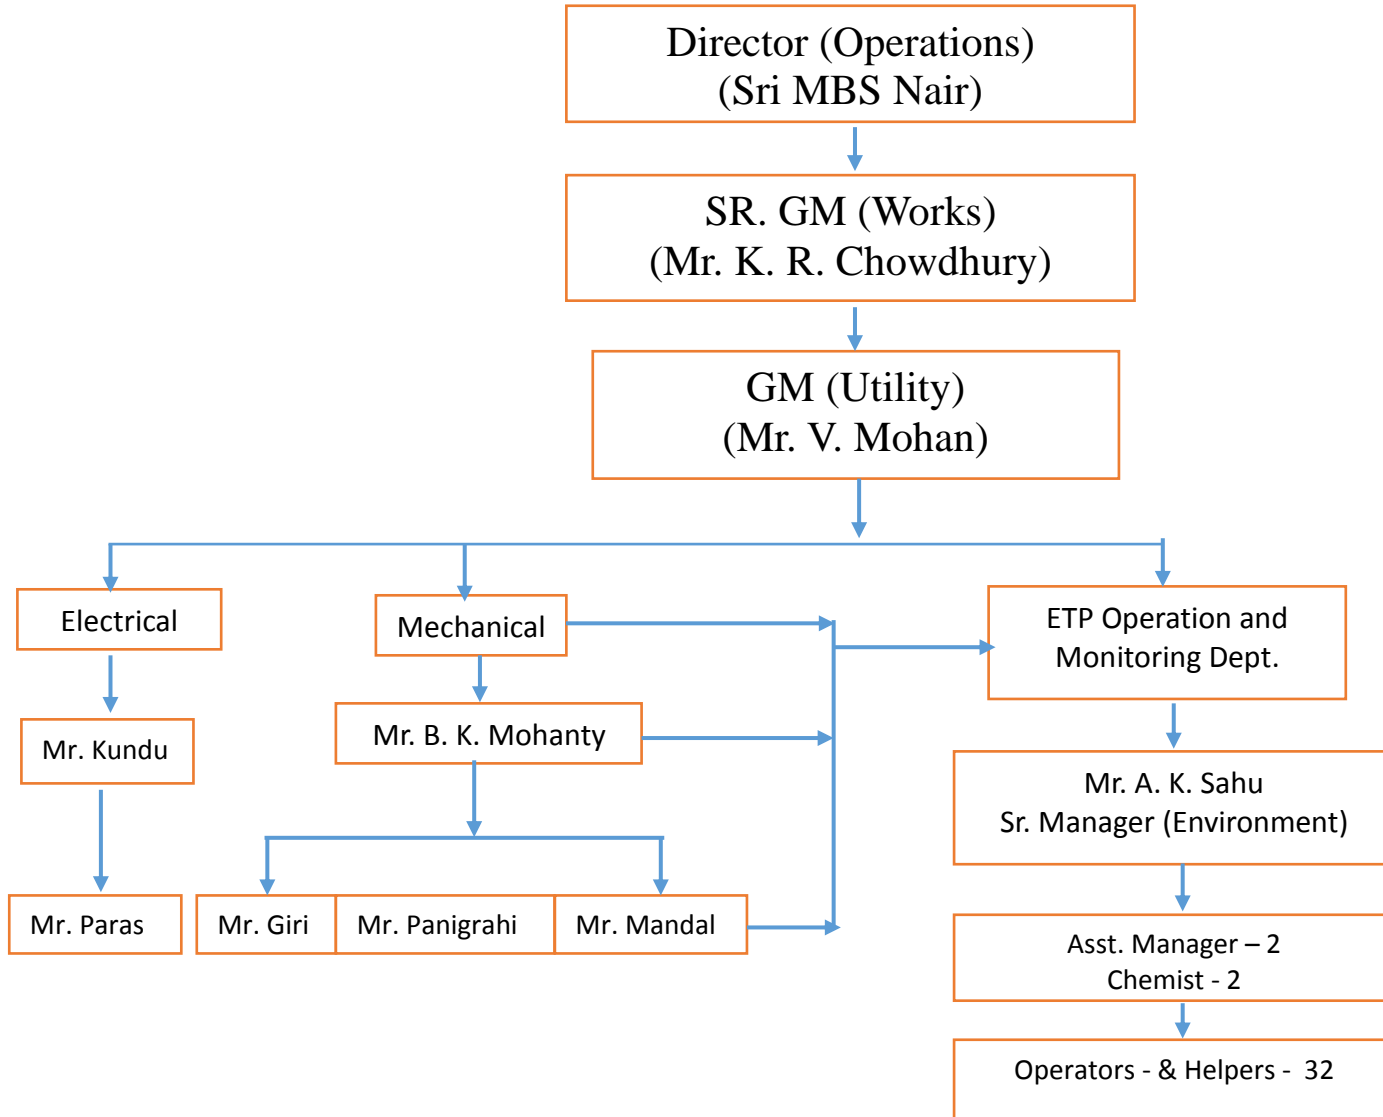 Director (Operations)
(Sri MBS Nair)
SR. GM (Works)
(Mr. K. R. Chowdhury)
GM (Utility)
(Mr. V. Mohan)
Electrical
Mechanical
ETP Operation and
Monitoring Dept.
Mr. Kundu
Mr. B. K. Mohanty
Mr. A. K. Sahu
Sr. Manager (Environment)
Mr. Paras
Mr. Giri
Mr. Panigrahi
Mr. Mandal
Asst. Manager – 2
Chemist - 2
Operators - & Helpers - 32